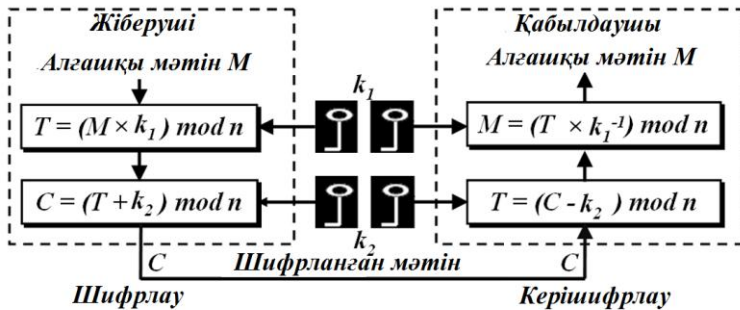 Жіберуші
Алғашқы мәтін M
T = (M × k₁) mod n
C = (T + k₂) mod n
C
Шифрлау
k₁
k₂
Шифрланған мәтін
Қабылдаушы
Алғашқы мәтін M
M = (T × k₁⁻¹) mod n
T = (C - k₂) mod n
C
Керішифрлау